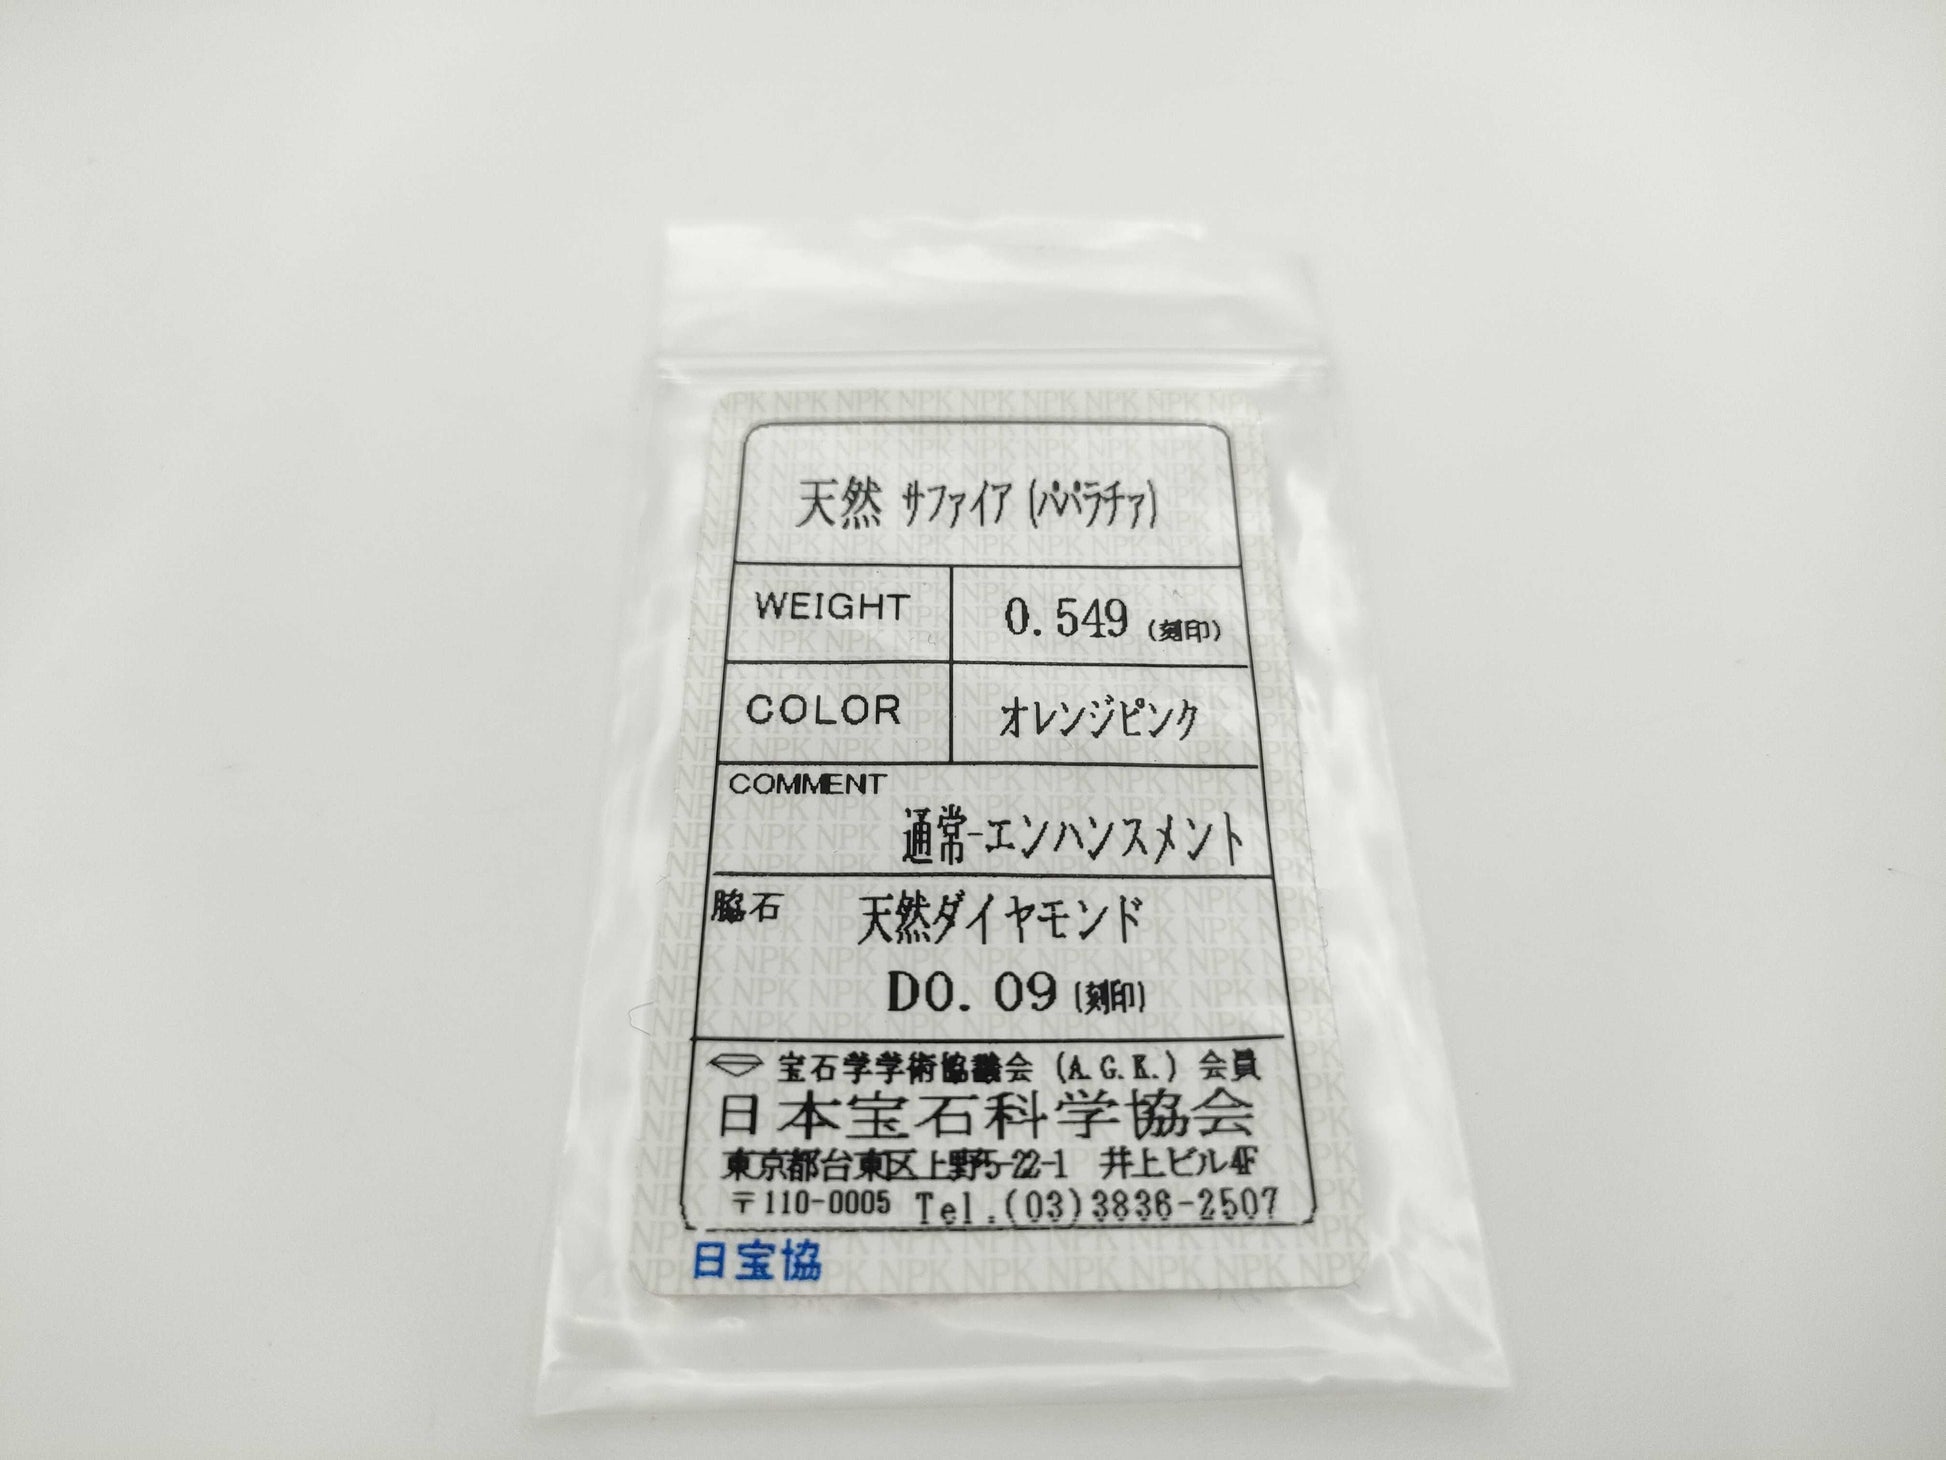 天然 サファイア (パパラチァ)
WEIGHT 0.549 (刻印)
COLOR オレンジピンク
COMMENT
通常-エンハンスメント
脇石 天然ダイヤモンド
D0.09 (刻印)
宝石学学術協議会 (A.G.K.) 会員
日本宝石科学協会
東京都台東区上野5-22-1 井上ビル4F
〒110-0005 Tel.(03)3836-2507
日宝協